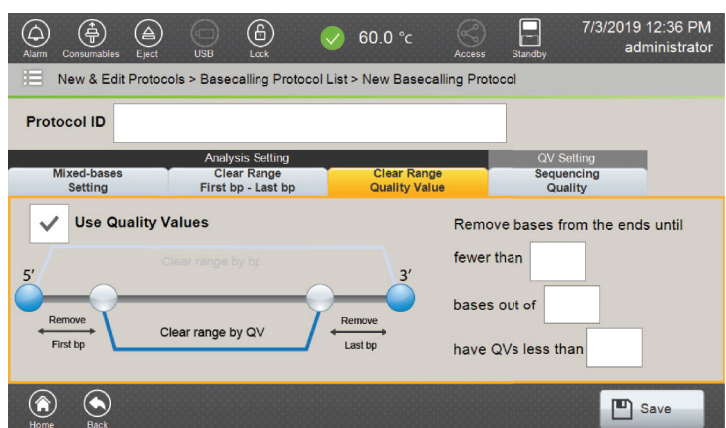 7/3/2019 12:36 PM
60.0 °c
administrator
Alarm Consumables Eject USB Lock Access Standby
New & Edit Protocols > Basecalling Protocol List > New Basecalling Protocol
Protocol ID
Analysis Setting QV Setting
Mixed-bases Setting
Clear Range First bp - Last bp
Clear Range Quality Value
Sequencing Quality
Use Quality Values
Clear range by bp
5' 3'
Remove First bp
Clear range by QV
Remove Last bp
Remove bases from the ends until
fewer than
bases out of
have QVs less than
Home Back
Save